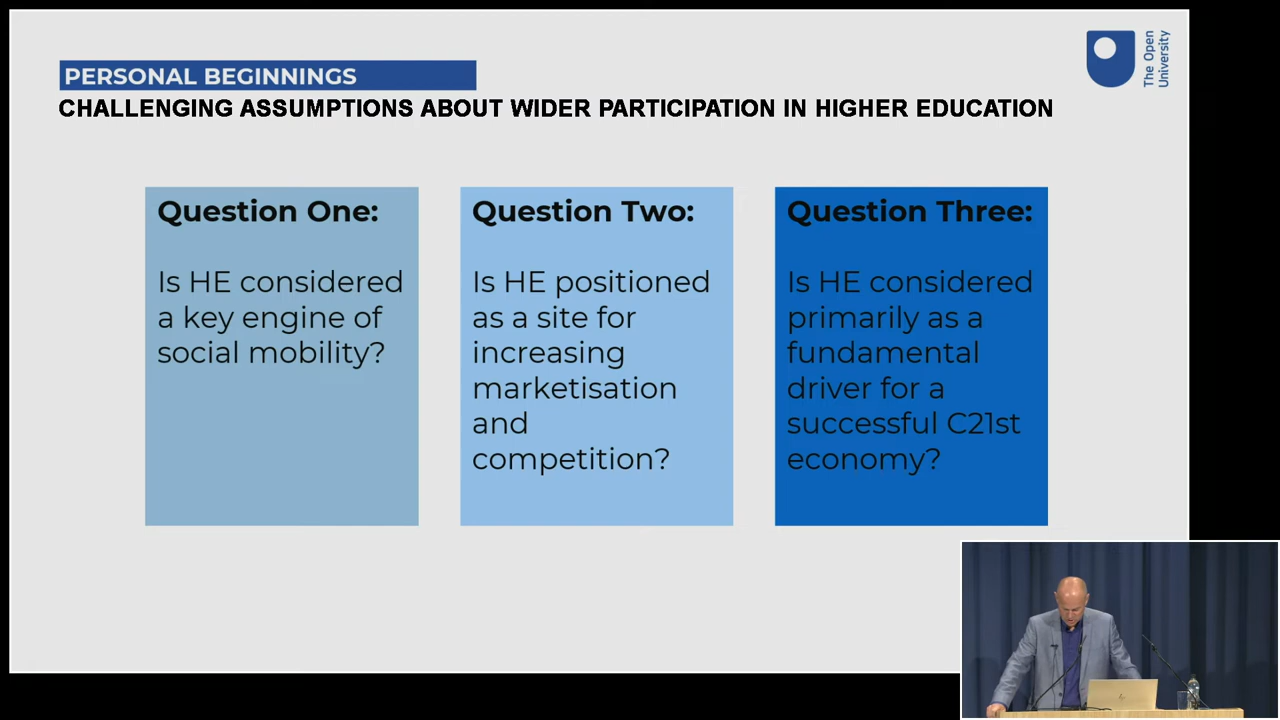 PERSONAL BEGINNINGS
CHALLENGING ASSUMPTIONS ABOUT WIDER PARTICIPATION IN HIGHER EDUCATION
The Open
University
Question One:
Is HE considered
a key engine of
social mobility?
Question Two:
Is HE positioned
as a site for
increasing
marketisation
and
competition?
Question Three:
Is HE considered
primarily as a
fundamental
driver for a
successful C21st
economy?